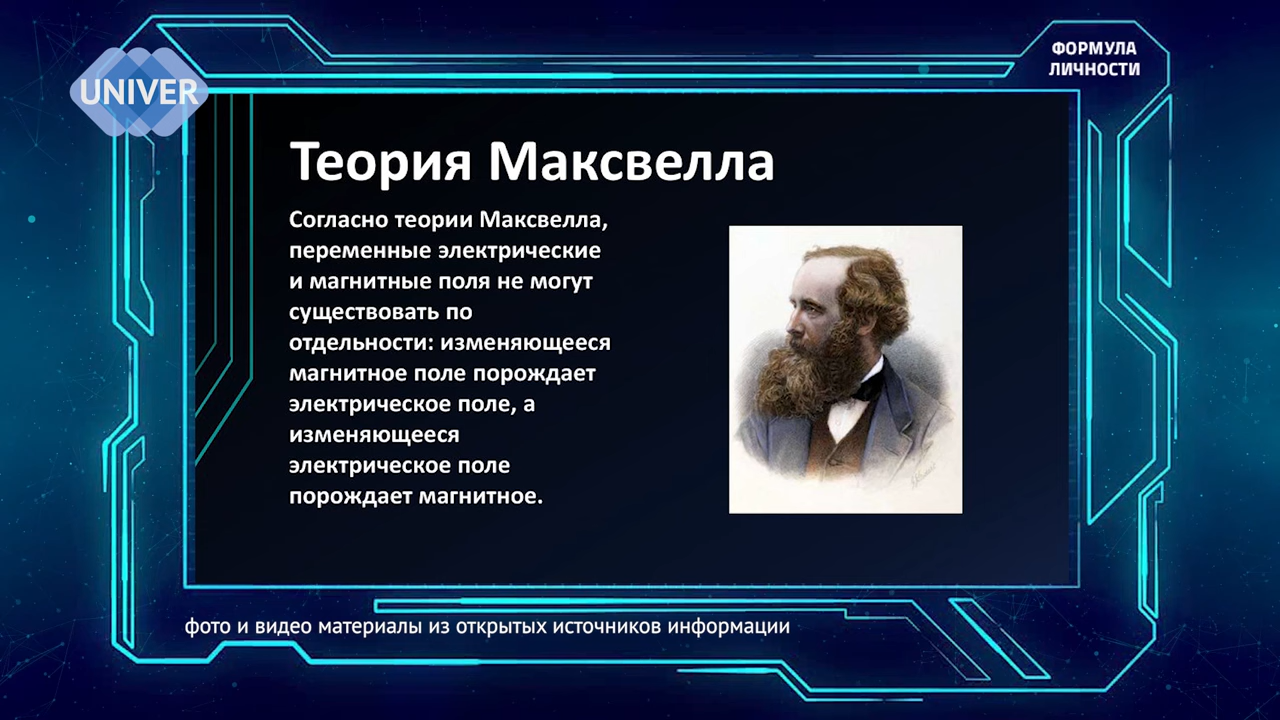 UNIVER
ФОРМУЛА
ЛИЧНОСТИ
Теория Максвелла
Согласно теории Максвелла,
переменные электрические
и магнитные поля не могут
существовать по
отдельности: изменяющееся
магнитное поле порождает
электрическое поле, а
изменяющееся
электрическое поле
порождает магнитное.
фото и видео материалы из открытых источников информации